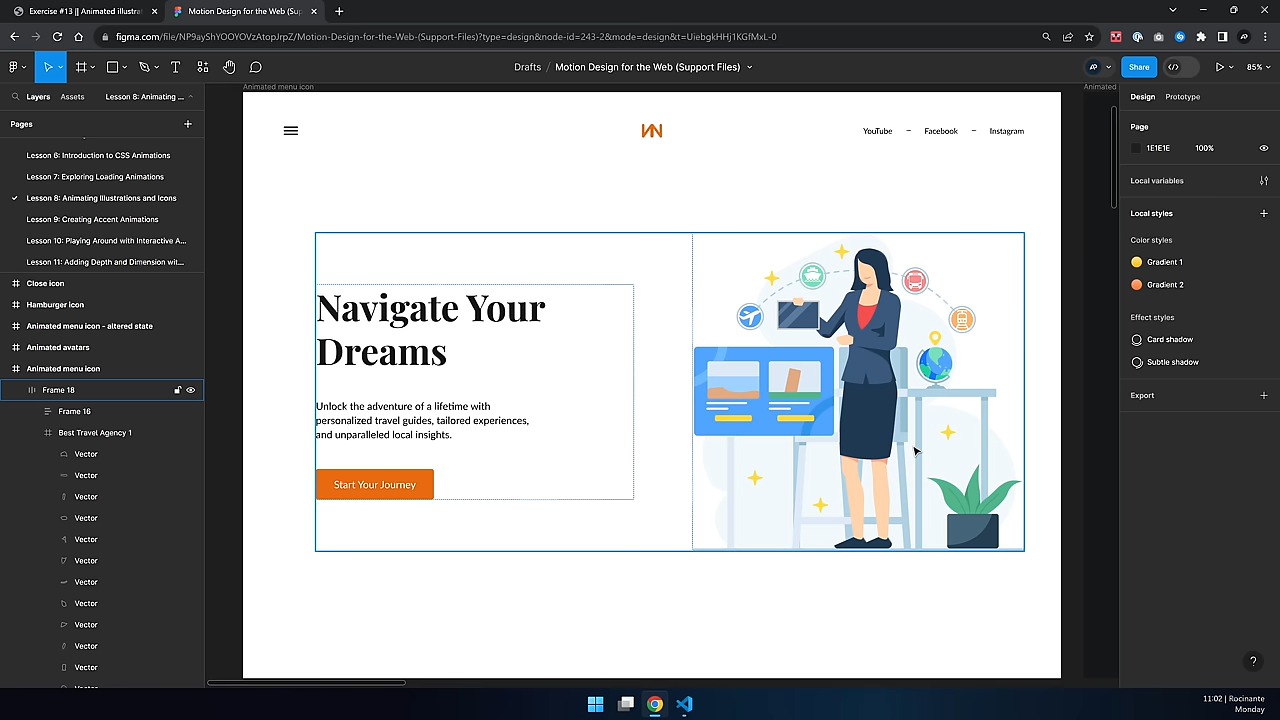 Exercise #13 || Animated illustrat
Motion Design for the Web (Sup
figma.com/file/NP9ayShYOOYOVzAtopJrpZ/Motion-Design-for-the-Web-(Support-Files)?type=design&node-id=243-2&mode=design&t=UiebgkHHj1KGfMxL-0
Drafts / Motion Design for the Web (Support Files)
Share
85%
Layers
Assets
Lesson 8: Animating ...
Animated menu icon
Animated
Design
Prototype
Pages
Page
1E1E1E
100%
Lesson 6: Introduction to CSS Animations
Lesson 7: Exploring Loading Animations
Lesson 8: Animating Illustrations and Icons
Lesson 9: Creating Accent Animations
Lesson 10: Playing Around with Interactive A...
Lesson 11: Adding Depth and Dimension wit...
Close icon
Hamburger icon
Animated menu icon - altered state
Animated avatars
Animated menu icon
Frame 18
Frame 16
Best Travel Agency 1
Vector
Vector
Vector
Vector
Vector
Vector
Vector
Vector
Vector
Vector
Vector
YouTube – Facebook – Instagram
Navigate Your
Dreams
Unlock the adventure of a lifetime with
personalized travel guides, tailored experiences,
and unparalleled local insights.
Start Your Journey
Local variables
Local styles
Color styles
Gradient 1
Gradient 2
Effect styles
Card shadow
Subtle shadow
Export
?
11:02 | Rocinante
Monday